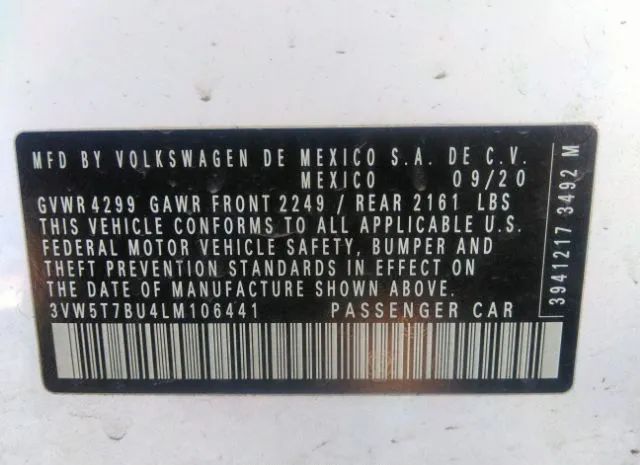 MFD BY VOLKSWAGEN DE MEXICO S.A. DE C.V.
MEXICO 09/20
GVWR 4299 GAWR FRONT 2249 / REAR 2161 LBS
THIS VEHICLE CONFORMS TO ALL APPLICABLE U.S.
FEDERAL MOTOR VEHICLE SAFETY, BUMPER AND
THEFT PREVENTION STANDARDS IN EFFECT ON
THE DATE OF MANUFACTURE SHOWN ABOVE.
3VW5T7BU4LM106441 PASSENGER CAR
3941217 3492 M